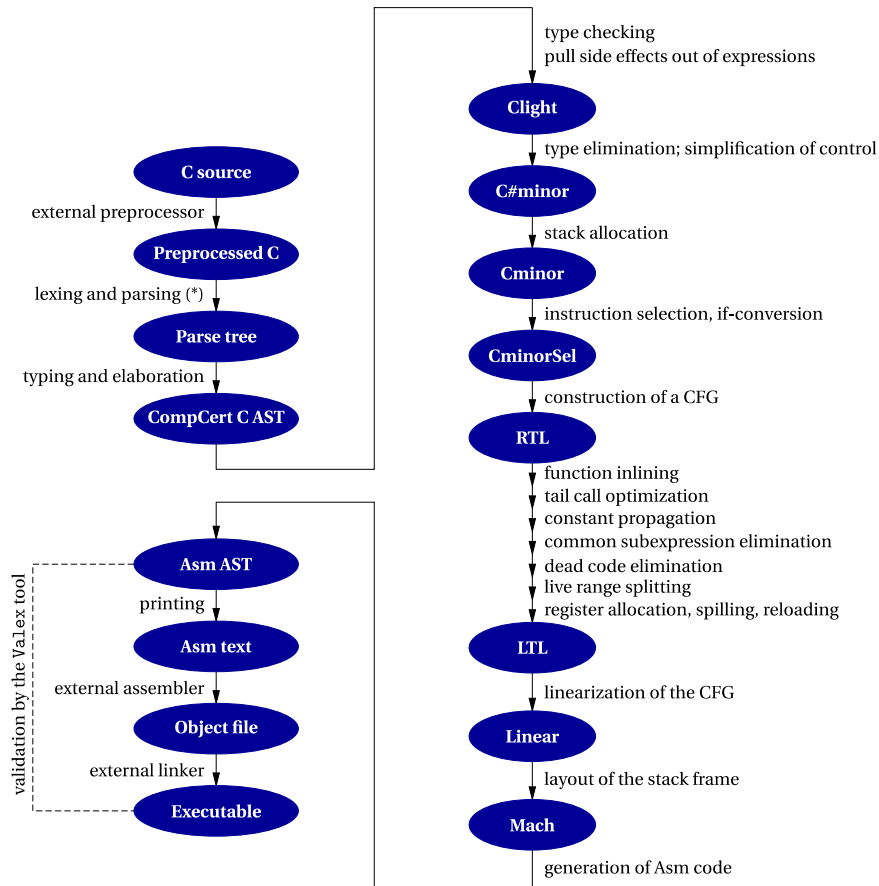 C source
external preprocessor
Preprocessed C
lexing and parsing (*)
Parse tree
typing and elaboration
CompCert C AST
type checking
pull side effects out of expressions
Clight
type elimination; simplification of control
C#minor
stack allocation
Cminor
instruction selection, if-conversion
CminorSel
construction of a CFG
RTL
function inlining
tail call optimization
constant propagation
common subexpression elimination
dead code elimination
live range splitting
register allocation, spilling, reloading
LTL
linearization of the CFG
Linear
layout of the stack frame
Mach
generation of Asm code
Asm AST
printing
Asm text
external assembler
Object file
external linker
Executable
validation by the Valex tool